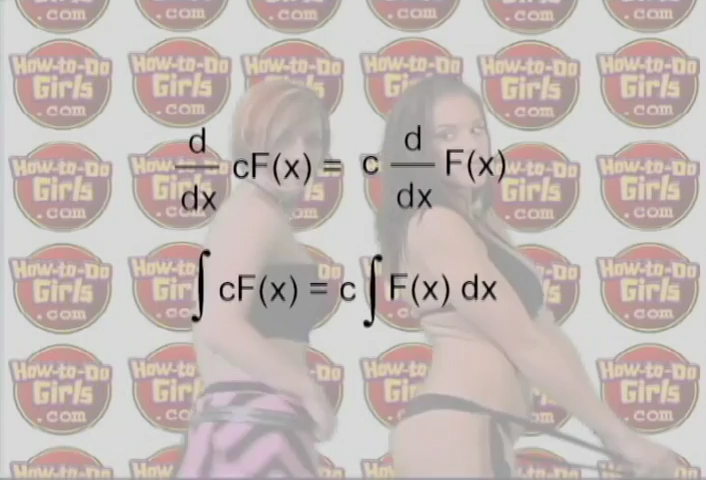 How-to-Do Girls .com
d/dx cF(x) = c d/dx F(x)
∫ cF(x) = c ∫ F(x) dx